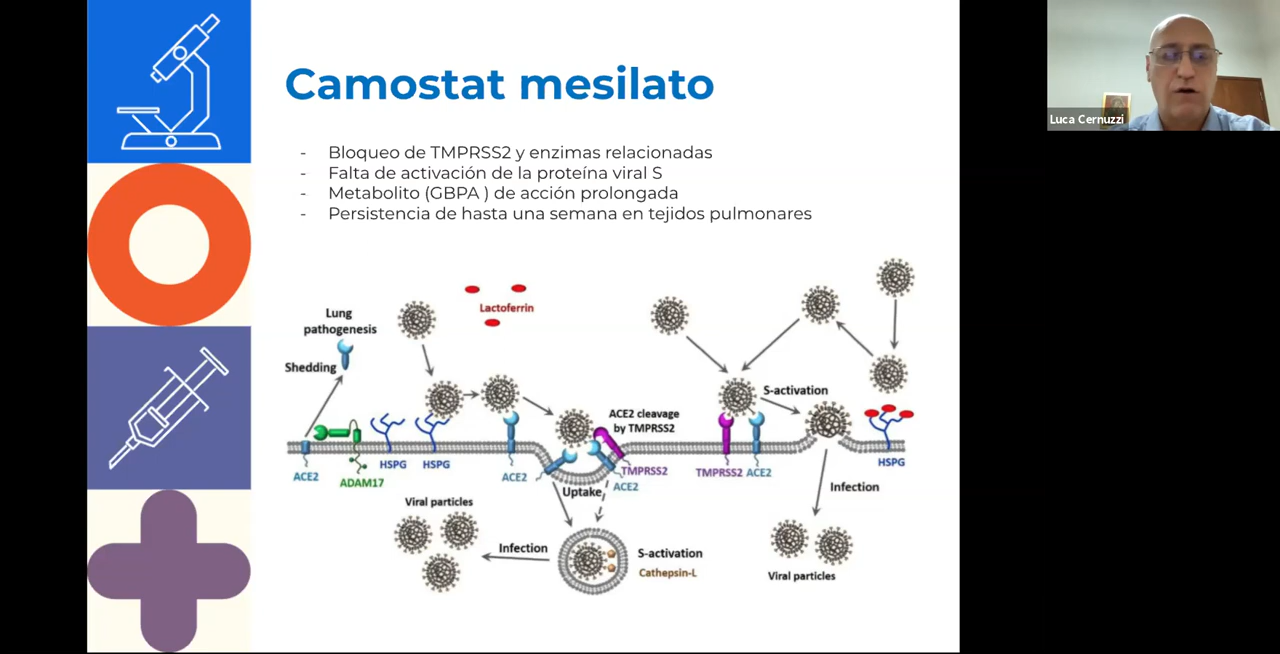 Camostat mesilato
- Bloqueo de TMPRSS2 y enzimas relacionadas
- Falta de activación de la proteína viral S
- Metabolito (GBPA ) de acción prolongada
- Persistencia de hasta una semana en tejidos pulmonares
Luca Cernuzzi
Lactoferrin
Lung
pathogenesis
Shedding
S-activation
ACE2 cleavage
by TMPRSS2
ACE2
ADAM17
HSPG
HSPG
ACE2
TMPRSS2
ACE2
Uptake
TMPRSS2
ACE2
HSPG
Infection
Viral particles
Infection
S-activation
Cathepsin-L
Viral particles